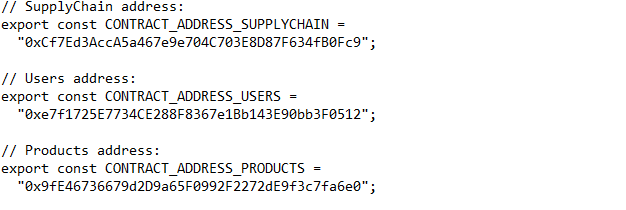 // SupplyChain address:
export const CONTRACT_ADDRESS_SUPPLYCHAIN =
"0xCf7Ed3AccA5a467e9e704C703E8D87F634fB0Fc9";
// Users address:
export const CONTRACT_ADDRESS_USERS =
"0xe7f1725E7734CE288F8367e1Bb143E90bb3F0512";
// Products address:
export const CONTRACT_ADDRESS_PRODUCTS =
"0x9fE46736679d2D9a65F0992F2272dE9f3c7fa6e0";